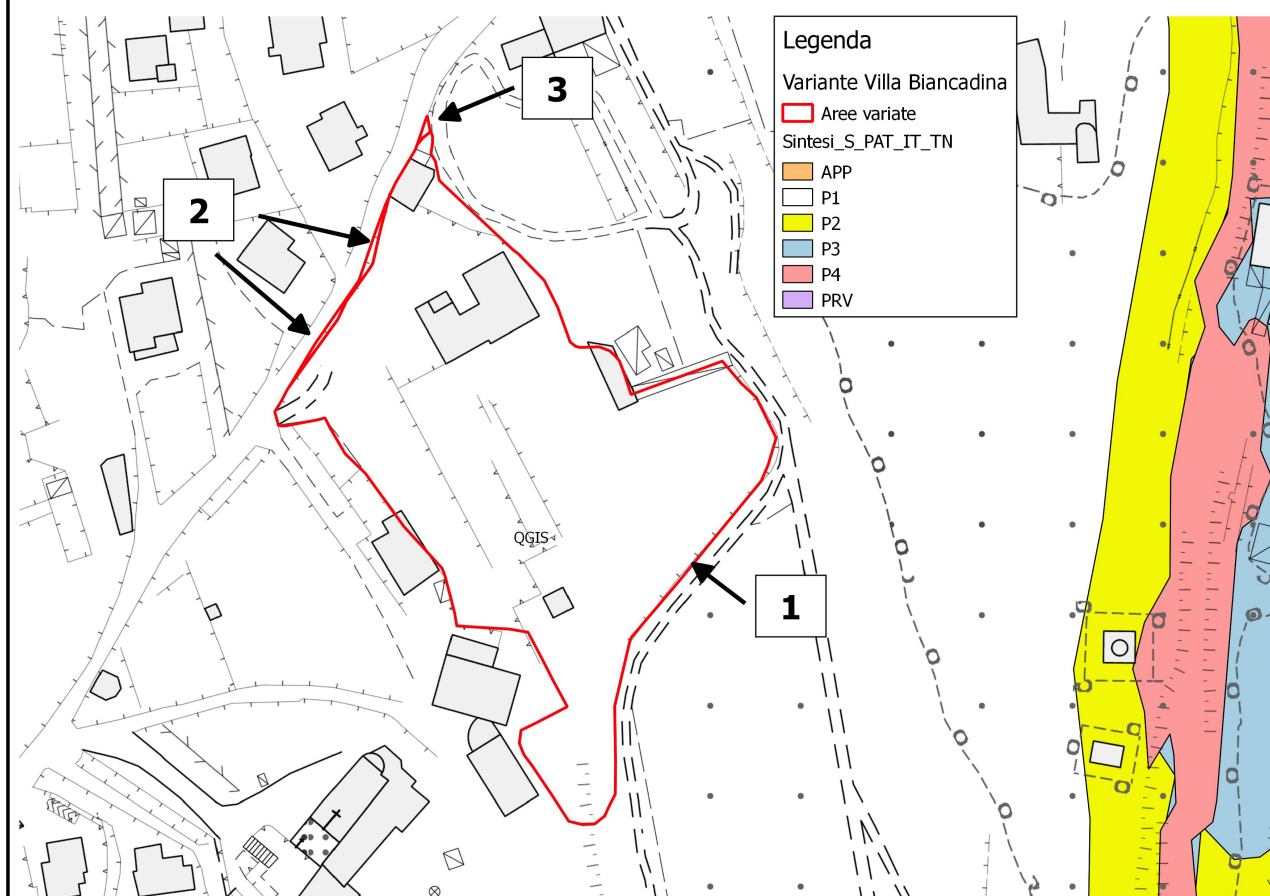 Legenda
Variante Villa Biancadina
Aree variate
Sintesi_S_PAT_IT_TN
APP
P1
P2
P3
P4
PRV
3
2
QGIS
1